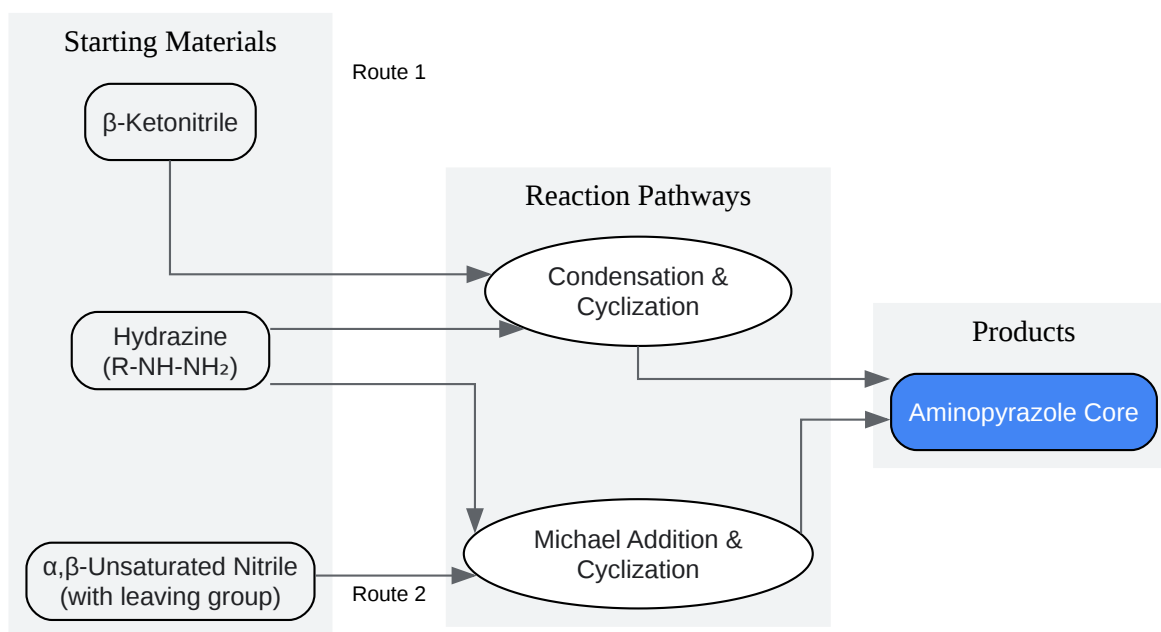 Starting Materials
Route 1
β-Ketonitrile
Reaction Pathways
Condensation &
Cyclization
Hydrazine
(R-NH-NH₂)
Products
Aminopyrazole Core
Michael Addition &
Cyclization
α,β-Unsaturated Nitrile
(with leaving group)
Route 2